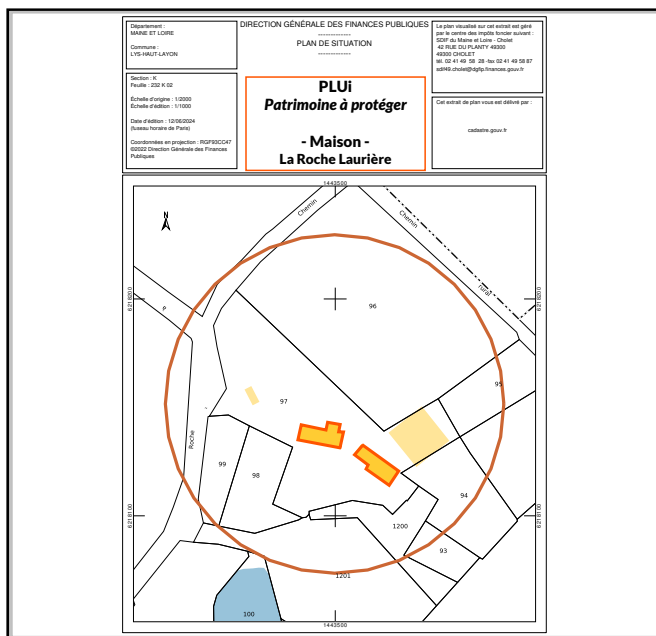 Département :
MAINE ET LOIRE
Commune :
LYS-HAUT-LAYON
Section : K
Feuille : 232 K 02
Échelle d'origine : 1/2000
Échelle d'édition : 1/1000
Date d'édition : 12/06/2024
(fuseau horaire de Paris)
Coordonnées en projection : RGF93CC47
©2022 Direction Générale des Finances
Publiques
DIRECTION GÉNÉRALE DES FINANCES PUBLIQUES
-------------
PLAN DE SITUATION
-------------
PLUi
Patrimoine à protéger
- Maison -
La Roche Laurière
Le plan visualisé sur cet extrait est géré
par le centre des impôts foncier suivant :
SDIF du Maine et Loire - Cholet
42 RUE DU PLANTY 49300
49300 CHOLET
tél. 02 41 49 58 28 -fax 02 41 49 58 87
sdif49.cholet@dgfip.finances.gouv.fr
Cet extrait de plan vous est délivré par :
cadastre.gouv.fr
1443500
N
Chemin
Chemin
rural
6218200
6218200
96
95
97
Roche
99
98
94
6218100
6218100
1200
93
1201
100
1443500